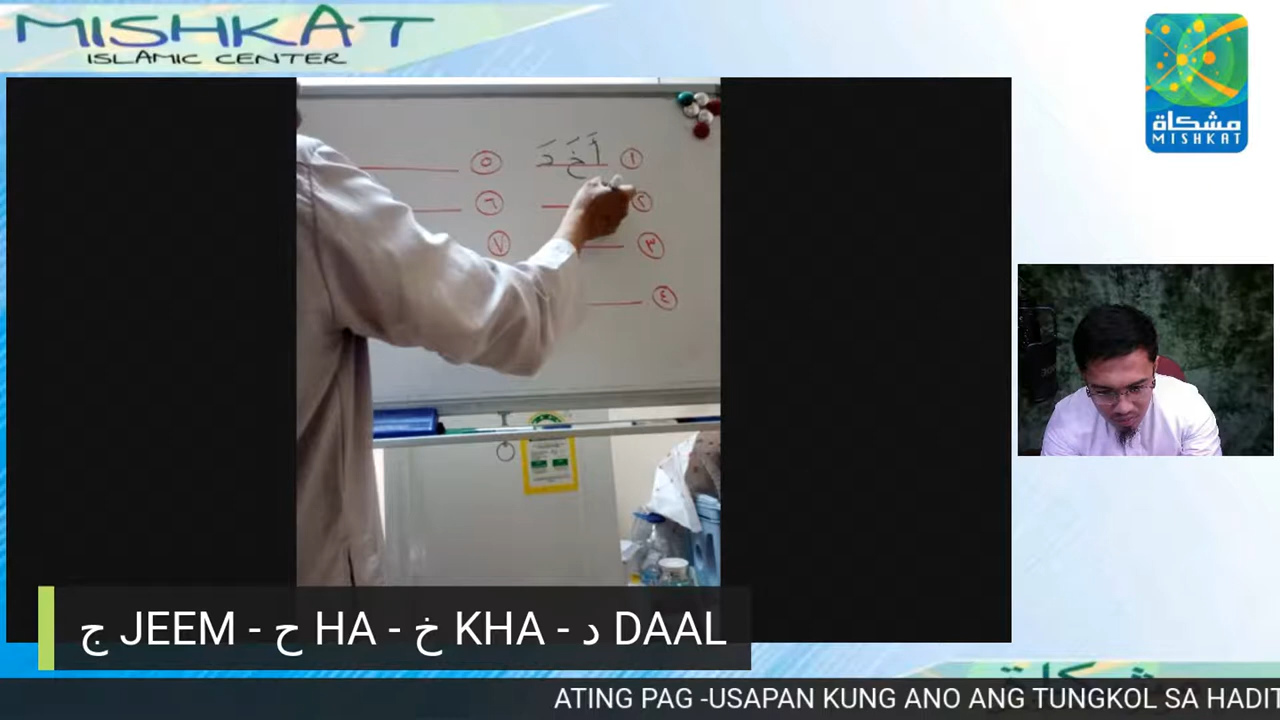 MISHKAT
ISLAMIC CENTER
مشكاة
MISHKAT
١ أَ خَ دَ
٢
٣
٤
٥
٦
٧
ج JEEM - ح HA - خ KHA - د DAAL
ATING PAG -USAPAN KUNG ANO ANG TUNGKOL SA HADIT